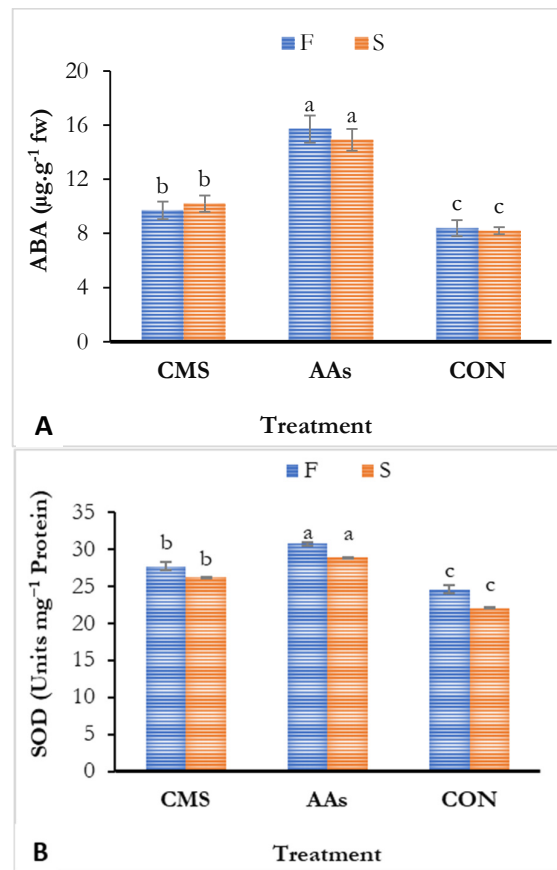 F S
20
16
12
8
4
0
ABA (µg.g⁻¹ fw)
b b
a a
c c
CMS AAs CON
Treatment
A
F S
35
30
25
20
15
10
5
0
SOD (Units mg⁻¹ Protein)
b b
a a
c c
CMS AAs CON
Treatment
B